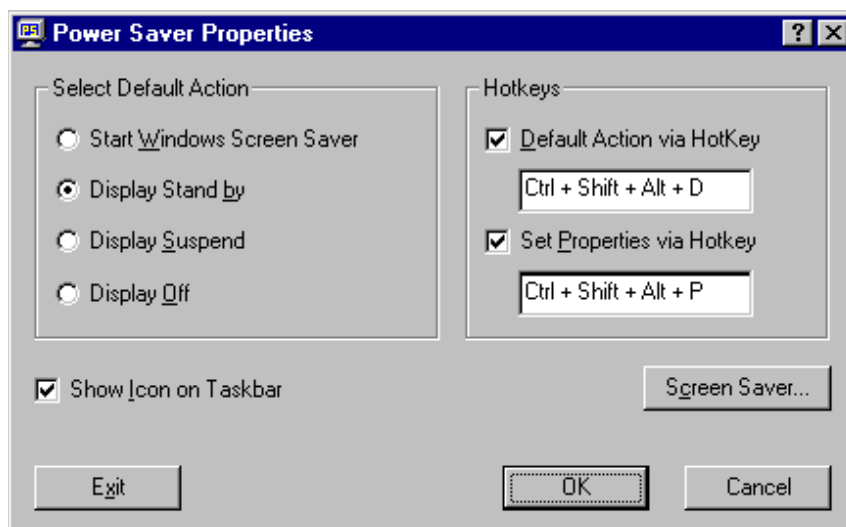 PS Power Saver Properties ? X
Select Default Action
Start Windows Screen Saver
Display Stand by
Display Suspend
Display Off
Hotkeys
Default Action via HotKey
Ctrl + Shift + Alt + D
Set Properties via Hotkey
Ctrl + Shift + Alt + P
Show Icon on Taskbar
Screen Saver...
Exit
OK
Cancel